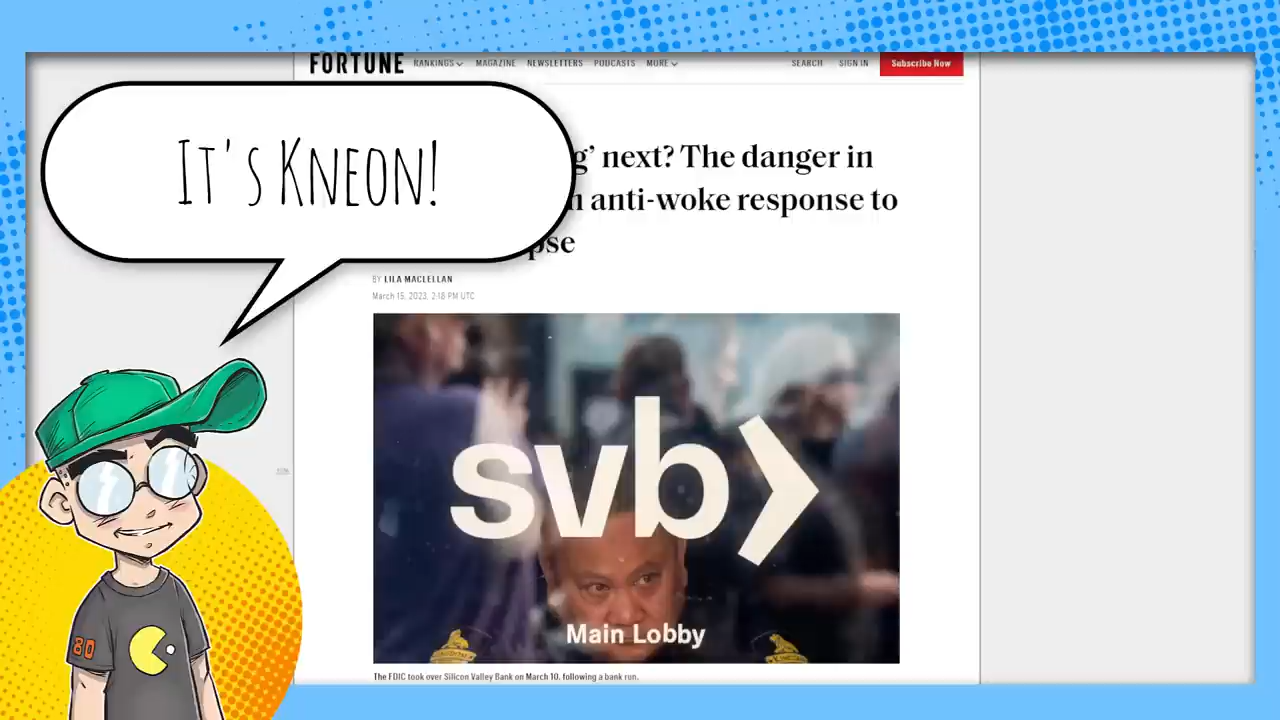 FORTUNE RANKINGS MAGAZINE NEWSLETTERS PODCASTS MORE SEARCH SIGN IN Subscribe Now
It's Kneon!
g’ next? The danger in
anti-woke response to
pse
BY LILA MACLELLAN
March 15, 2023, 2:18 PM UTC
svb
Main Lobby
The FDIC took over Silicon Valley Bank on March 10, following a bank run.
80